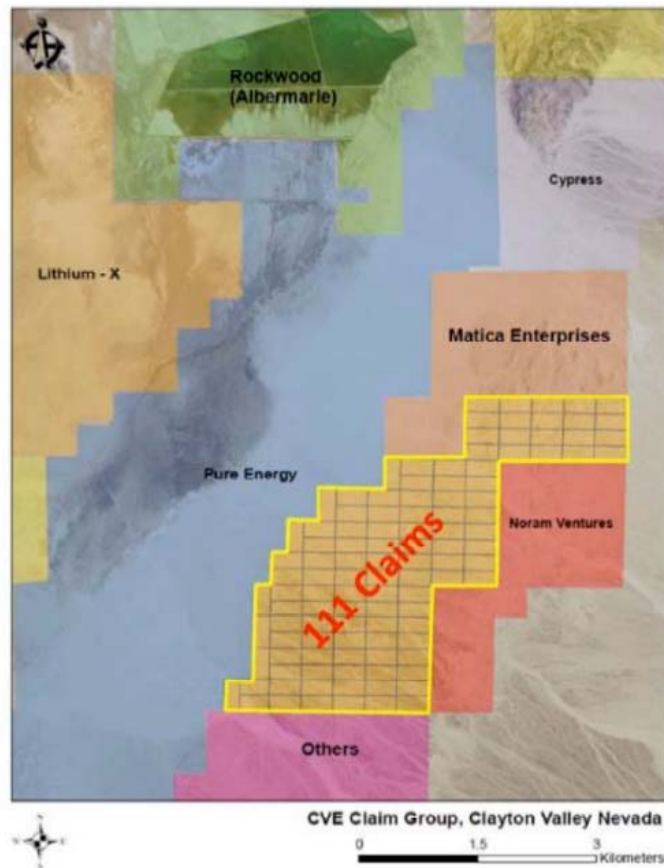 Rockwood
(Albermarle)
Cypress
Lithium - X
Matica Enterprises
Pure Energy
Noram Ventures
111 Claims
Others
CVE Claim Group, Clayton Valley Nevada
0 1.5 3
Kilometers